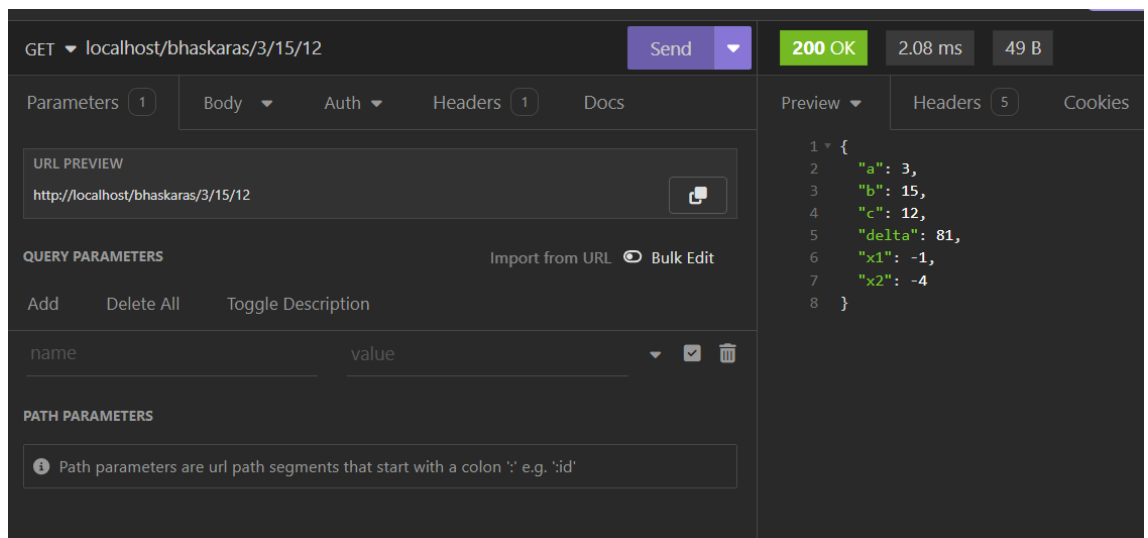 GET localhost/bhaskaras/3/15/12 Send
Parameters 1 Body Auth Headers 1 Docs
URL PREVIEW
http://localhost/bhaskaras/3/15/12
QUERY PARAMETERS Import from URL Bulk Edit
Add Delete All Toggle Description
name value
PATH PARAMETERS
Path parameters are url path segments that start with a colon ':' e.g. ':id'
200 OK 2.08 ms 49 B
Preview Headers 5 Cookies
1 {
2 "a": 3,
3 "b": 15,
4 "c": 12,
5 "delta": 81,
6 "x1": -1,
7 "x2": -4
8 }